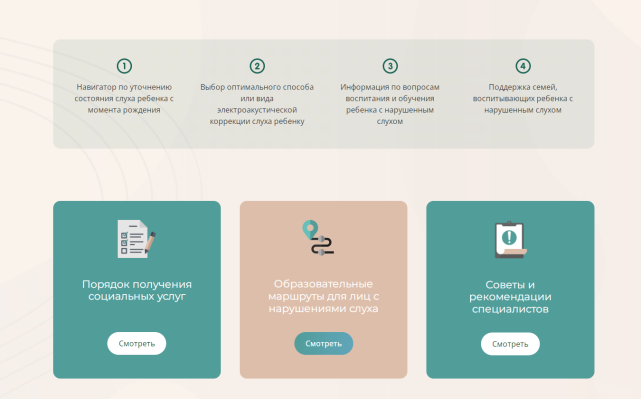 1
Навигатор по уточнению
состояния слуха ребенка с
момента рождения
2
Выбор оптимального способа
или вида
электроакустической
коррекции слуха ребенку
3
Информация по вопросам
воспитания и обучения
ребенка с нарушенным
слухом
4
Поддержка семей,
воспитывающих ребенка с
нарушенным слухом
Порядок получения
социальных услуг
Смотреть
Образовательные
маршруты для лиц с
нарушениями слуха
Смотреть
Советы и
рекомендации
специалистов
Смотреть